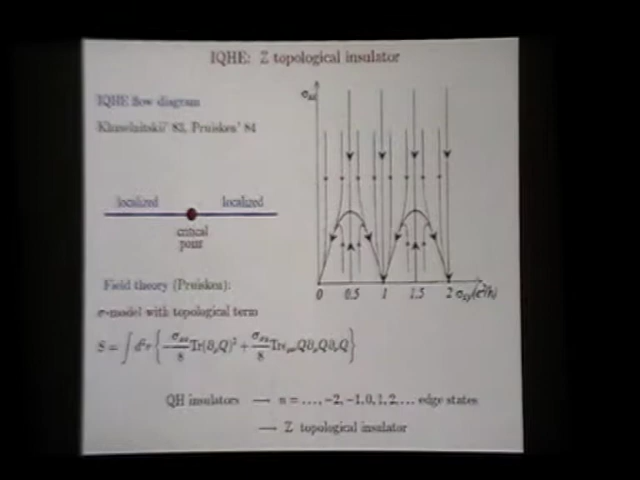 IQHE: Z topological insulator
IQHE flow diagram
Khmelnitskii' 83, Pruisken' 84
localized localized
critical
point
Field theory (Pruisken):
σ-model with topological term
S = ∫ d²r { −σxx/8 Tr(∂μQ)² + σxy/8 Tr εμν Q∂μQ∂νQ }
σxx
0 0.5 1 1.5 2 σxy(e²/h)
QH insulators → n = …, −2, −1, 0, 1, 2, … edge states
→ Z topological insulator